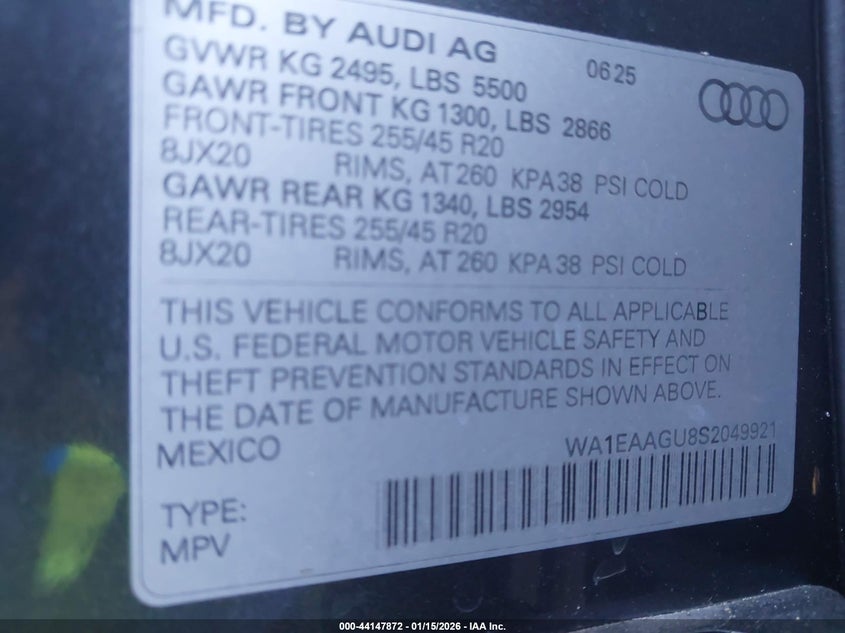 MFD. BY AUDI AG 0625
GVWR KG 2495, LBS 5500
GAWR FRONT KG 1300, LBS 2866
FRONT-TIRES 255/45 R20
8JX20 RIMS, AT 260 KPA 38 PSI COLD
GAWR REAR KG 1340, LBS 2954
REAR-TIRES 255/45 R20
8JX20 RIMS, AT 260 KPA 38 PSI COLD
THIS VEHICLE CONFORMS TO ALL APPLICABLE
U.S. FEDERAL MOTOR VEHICLE SAFETY AND
THEFT PREVENTION STANDARDS IN EFFECT ON
THE DATE OF MANUFACTURE SHOWN ABOVE.
MEXICO WA1EAAGU8S2049921
TYPE:
MPV
000-44147872 - 01/15/2026 - IAA Inc.